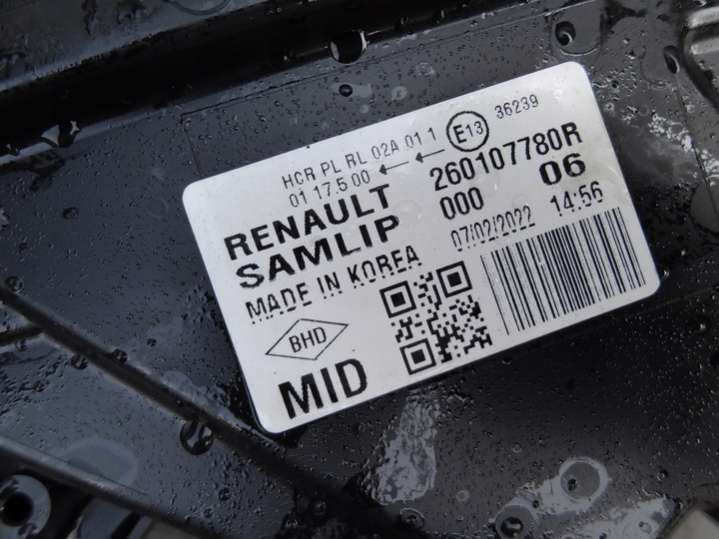 HCR PL RL 02A 01 1 E13 36239
01 17.5 00 ← ←
RENAULT 260107780R
SAMLIP 000 06
MADE IN KOREA 07/02/2022 14:56
BHD
MID